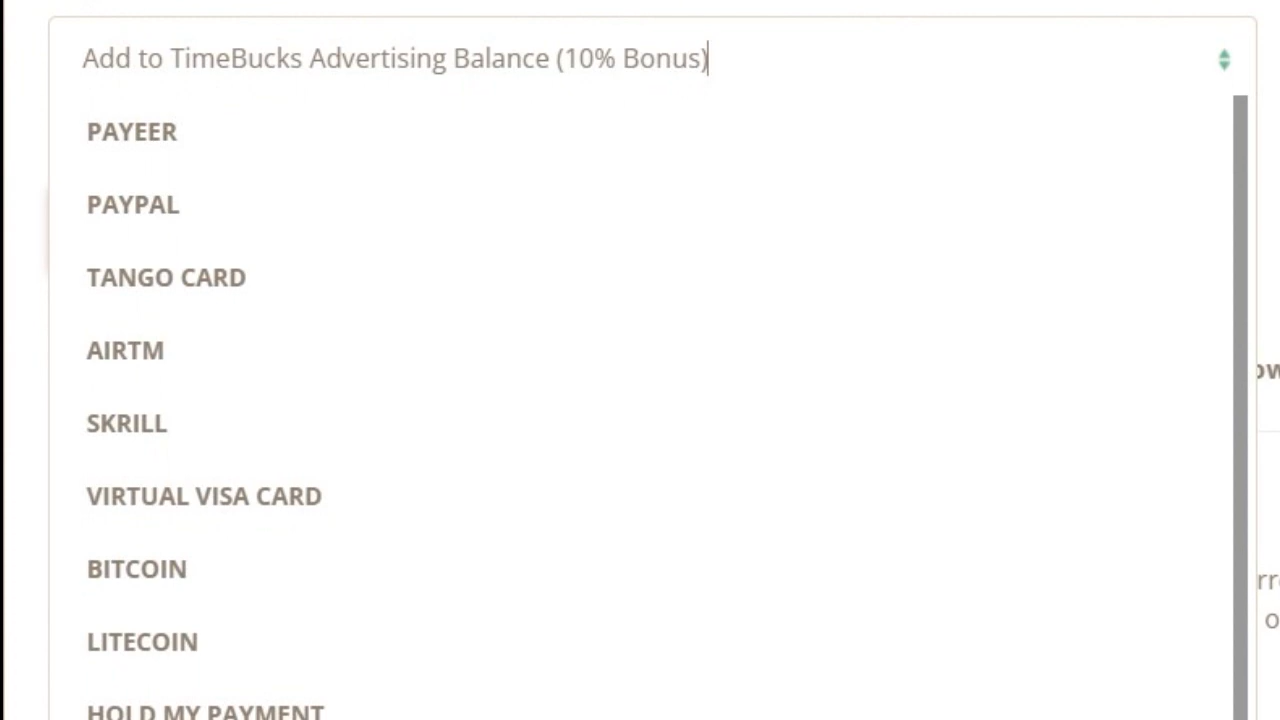 Add to TimeBucks Advertising Balance (10% Bonus)
PAYEER
PAYPAL
TANGO CARD
AIRTM
SKRILL
VIRTUAL VISA CARD
BITCOIN
LITECOIN
HOLD MY PAYMENT